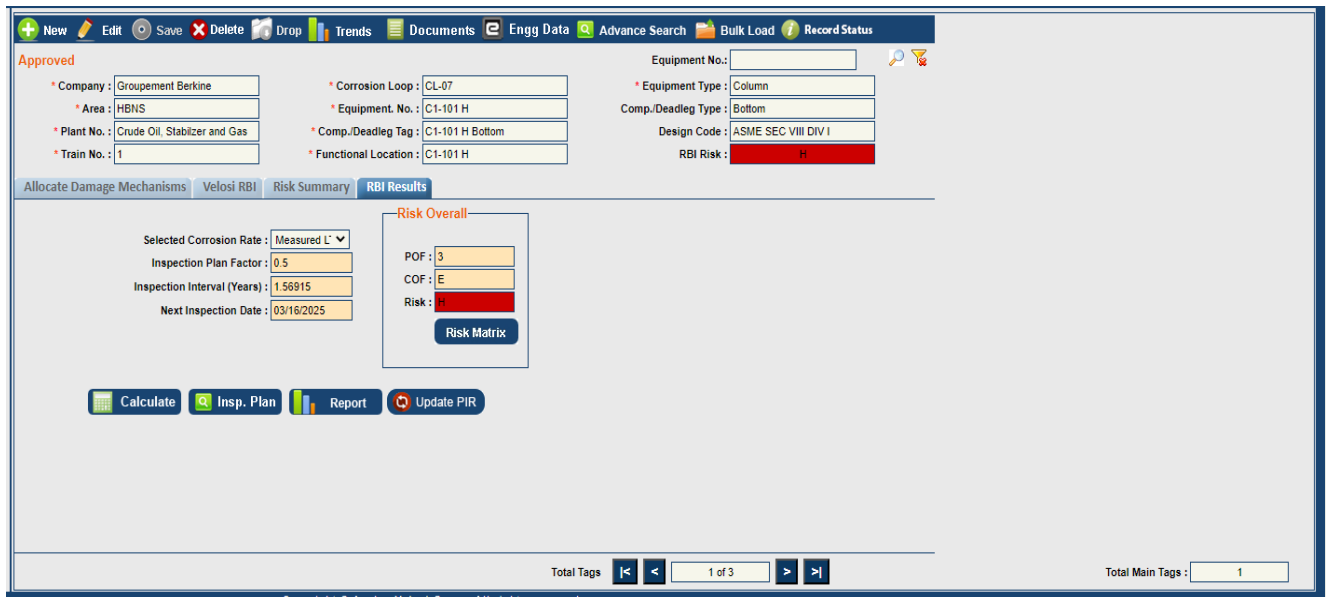 New Edit Save Delete Drop Trends Documents Engg Data Advance Search Bulk Load Record Status
Approved Equipment No.:
* Company : Groupement Berkine * Corrosion Loop : CL-07 * Equipment Type : Column
* Area : HBNS * Equipment. No. : C1-101 H Comp./Deadleg Type : Bottom
* Plant No. : Crude Oil, Stabilzer and Gas * Comp./Deadleg Tag : C1-101 H Bottom Design Code : ASME SEC VIII DIV I
* Train No. : 1 * Functional Location : C1-101 H RBI Risk : H
Allocate Damage Mechanisms Velosi RBI Risk Summary RBI Results
Risk Overall
Selected Corrosion Rate : Measured
Inspection Plan Factor : 0.5
Inspection Interval (Years) : 1.56915
Next Inspection Date : 03/16/2025
POF : 3
COF : E
Risk : H
Risk Matrix
Calculate Insp. Plan Report Update PIR
Total Tags |< < 1 of 3 > >| Total Main Tags : 1